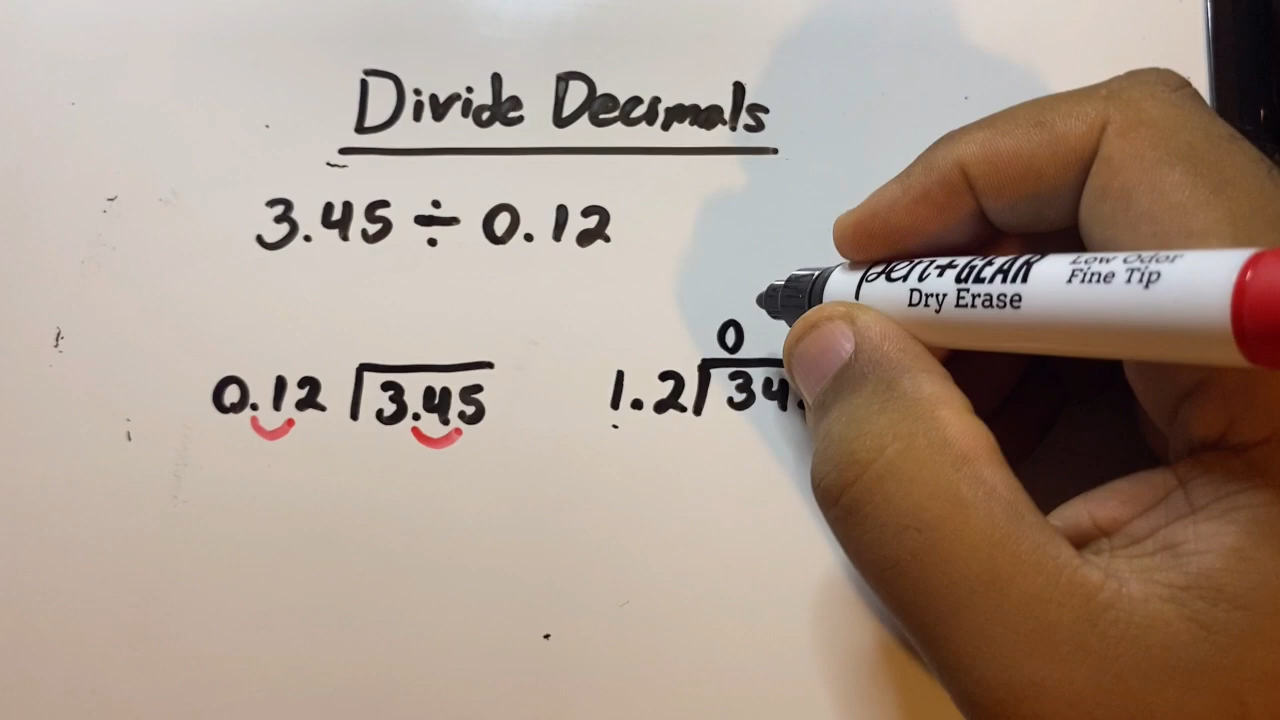 Divide Decimals
3.45 ÷ 0.12
0
0.12 3.45 1.2 34.
pen+GEAR
Dry Erase
Low Odor
Fine Tip